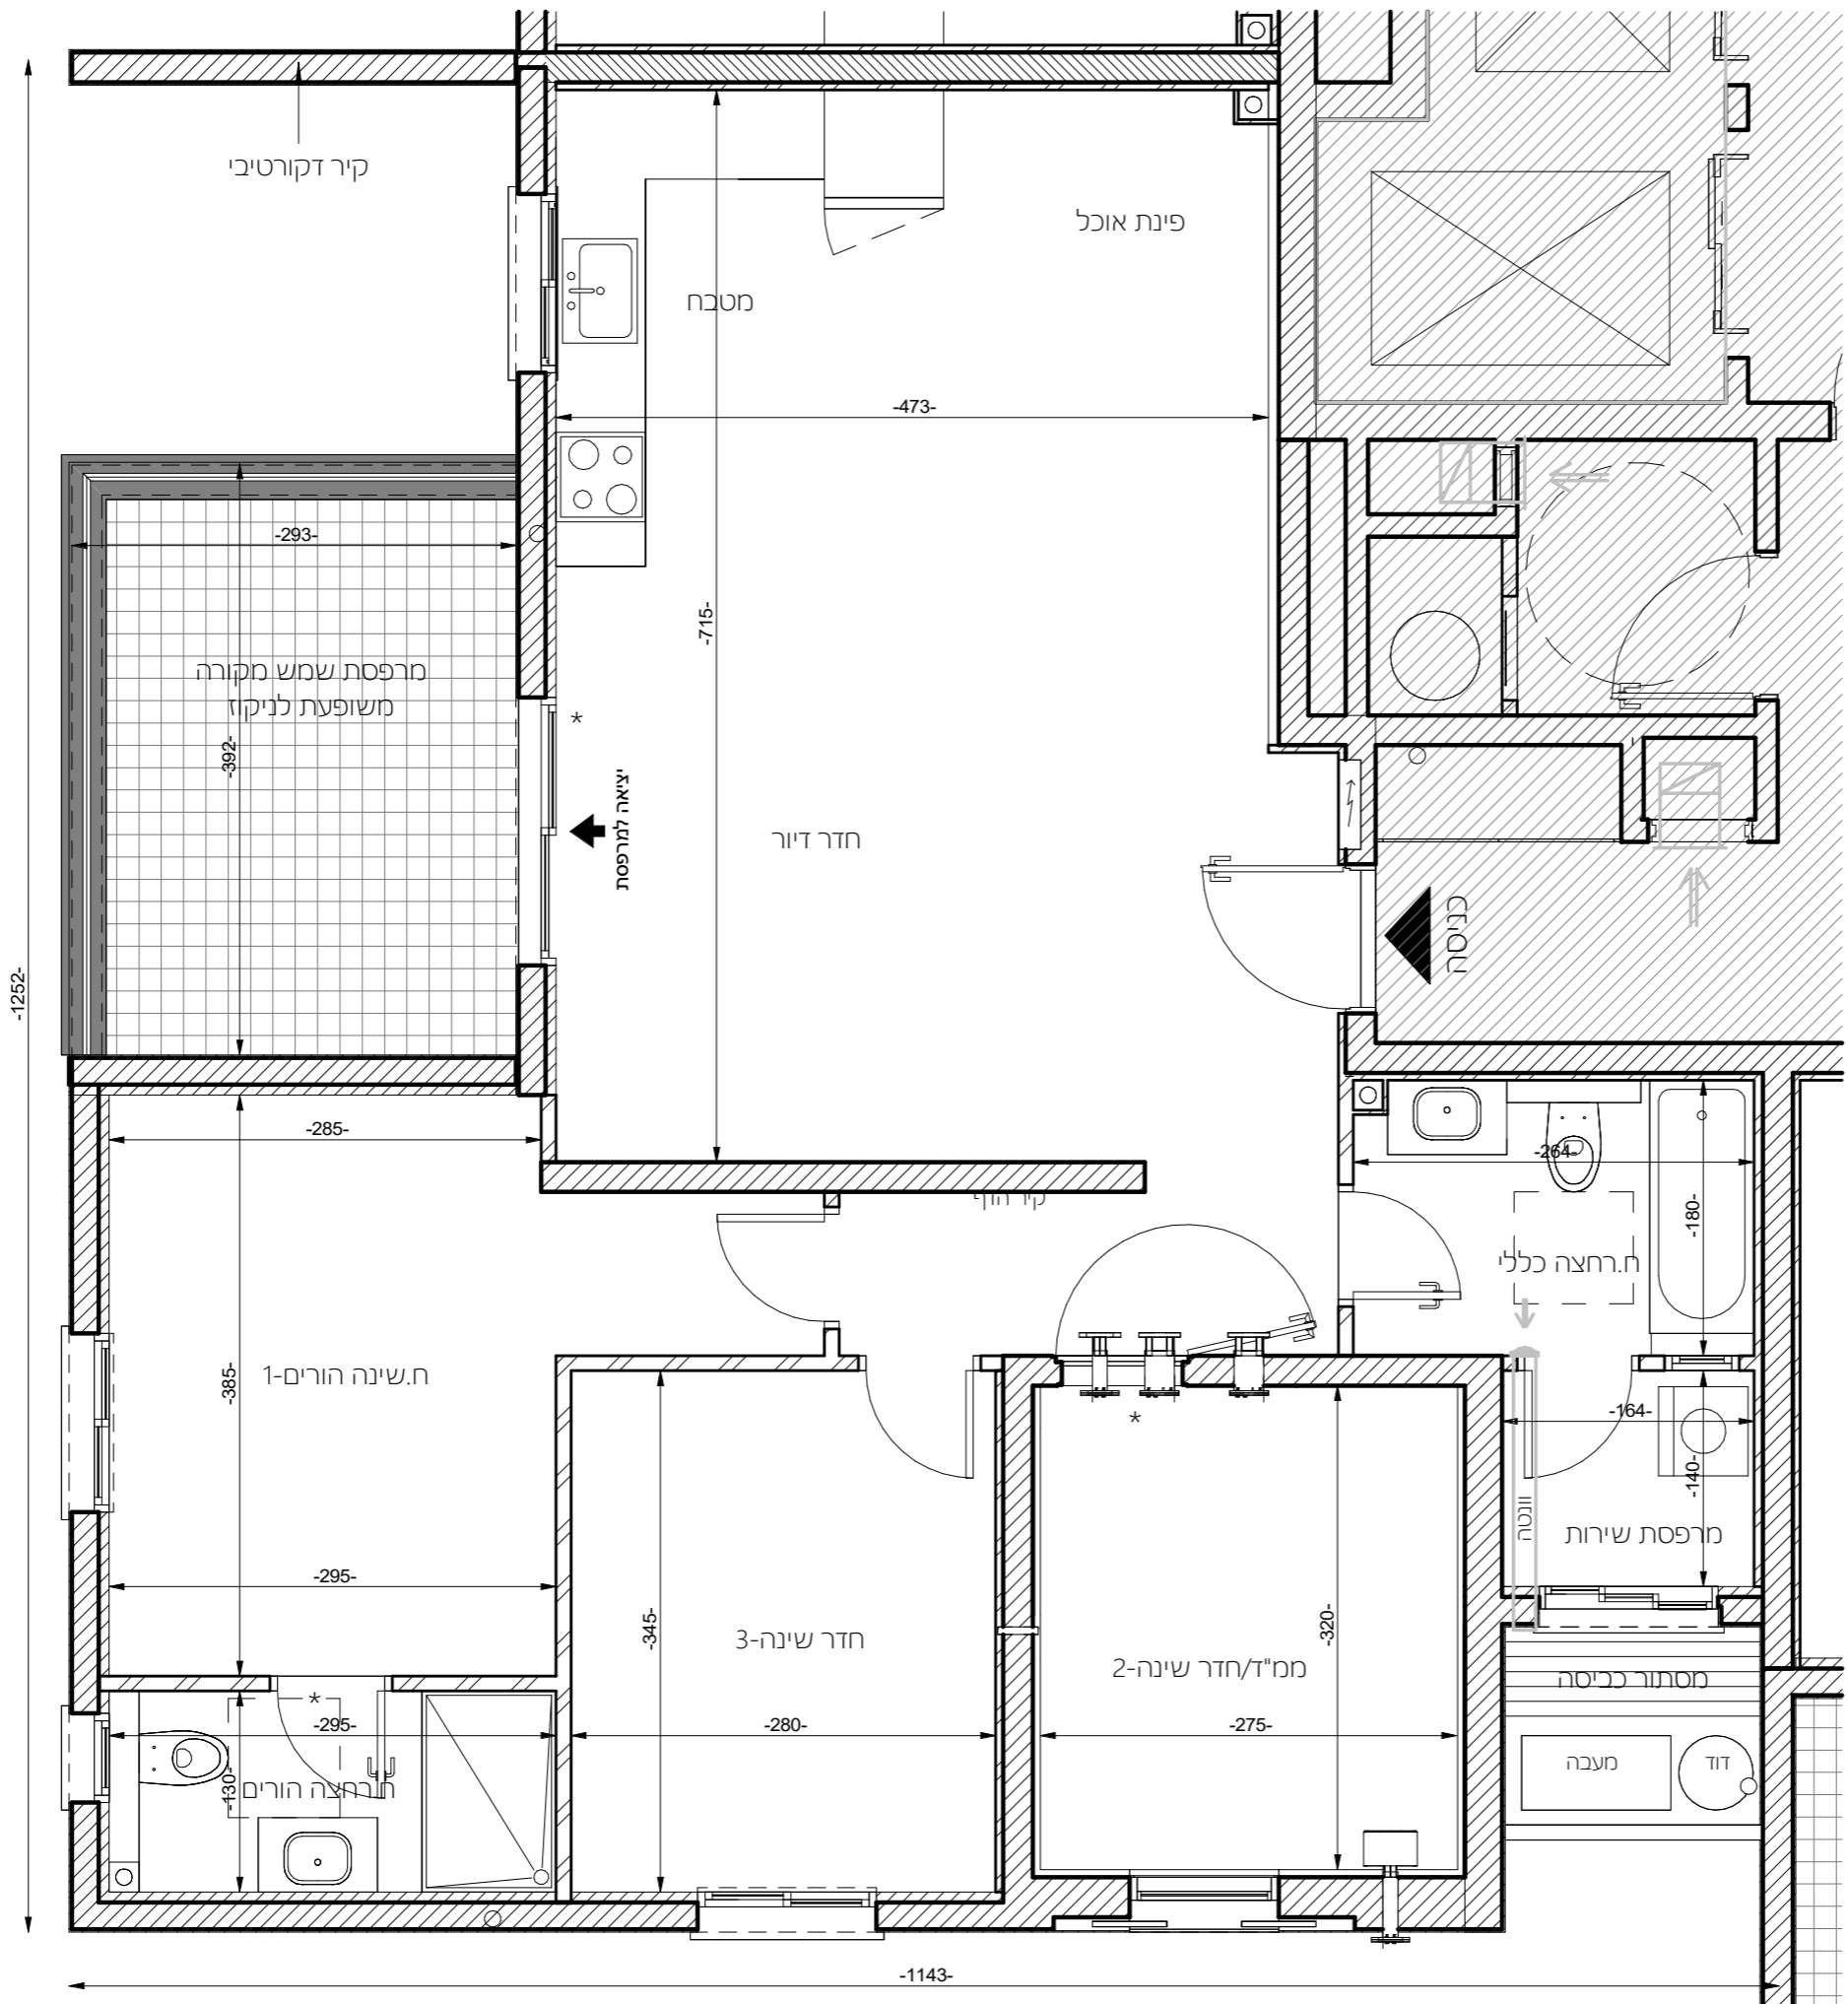 קיר דקורטיבי
פינת אוכל
מטבח
-473-
-293-
-715-
מרפסת שמש מקורה
משופעת לניקוז
-392-
*
יציאה למרפסת
חדר דיור
כניסה
-1252-
-285-
-264-
-180-
ח.רחצה כללי
ח.שינה הורים-1
-385-
*
-164-
-140-
וונטה
מרפסת שירות
-295-
-345-
חדר שינה-3
-320-
ממ"ד/חדר שינה-2
מסתור כביסה
*
-295-
-280-
-275-
מעבה
דוד
-130-
ח.רחצה הורים
-1143-